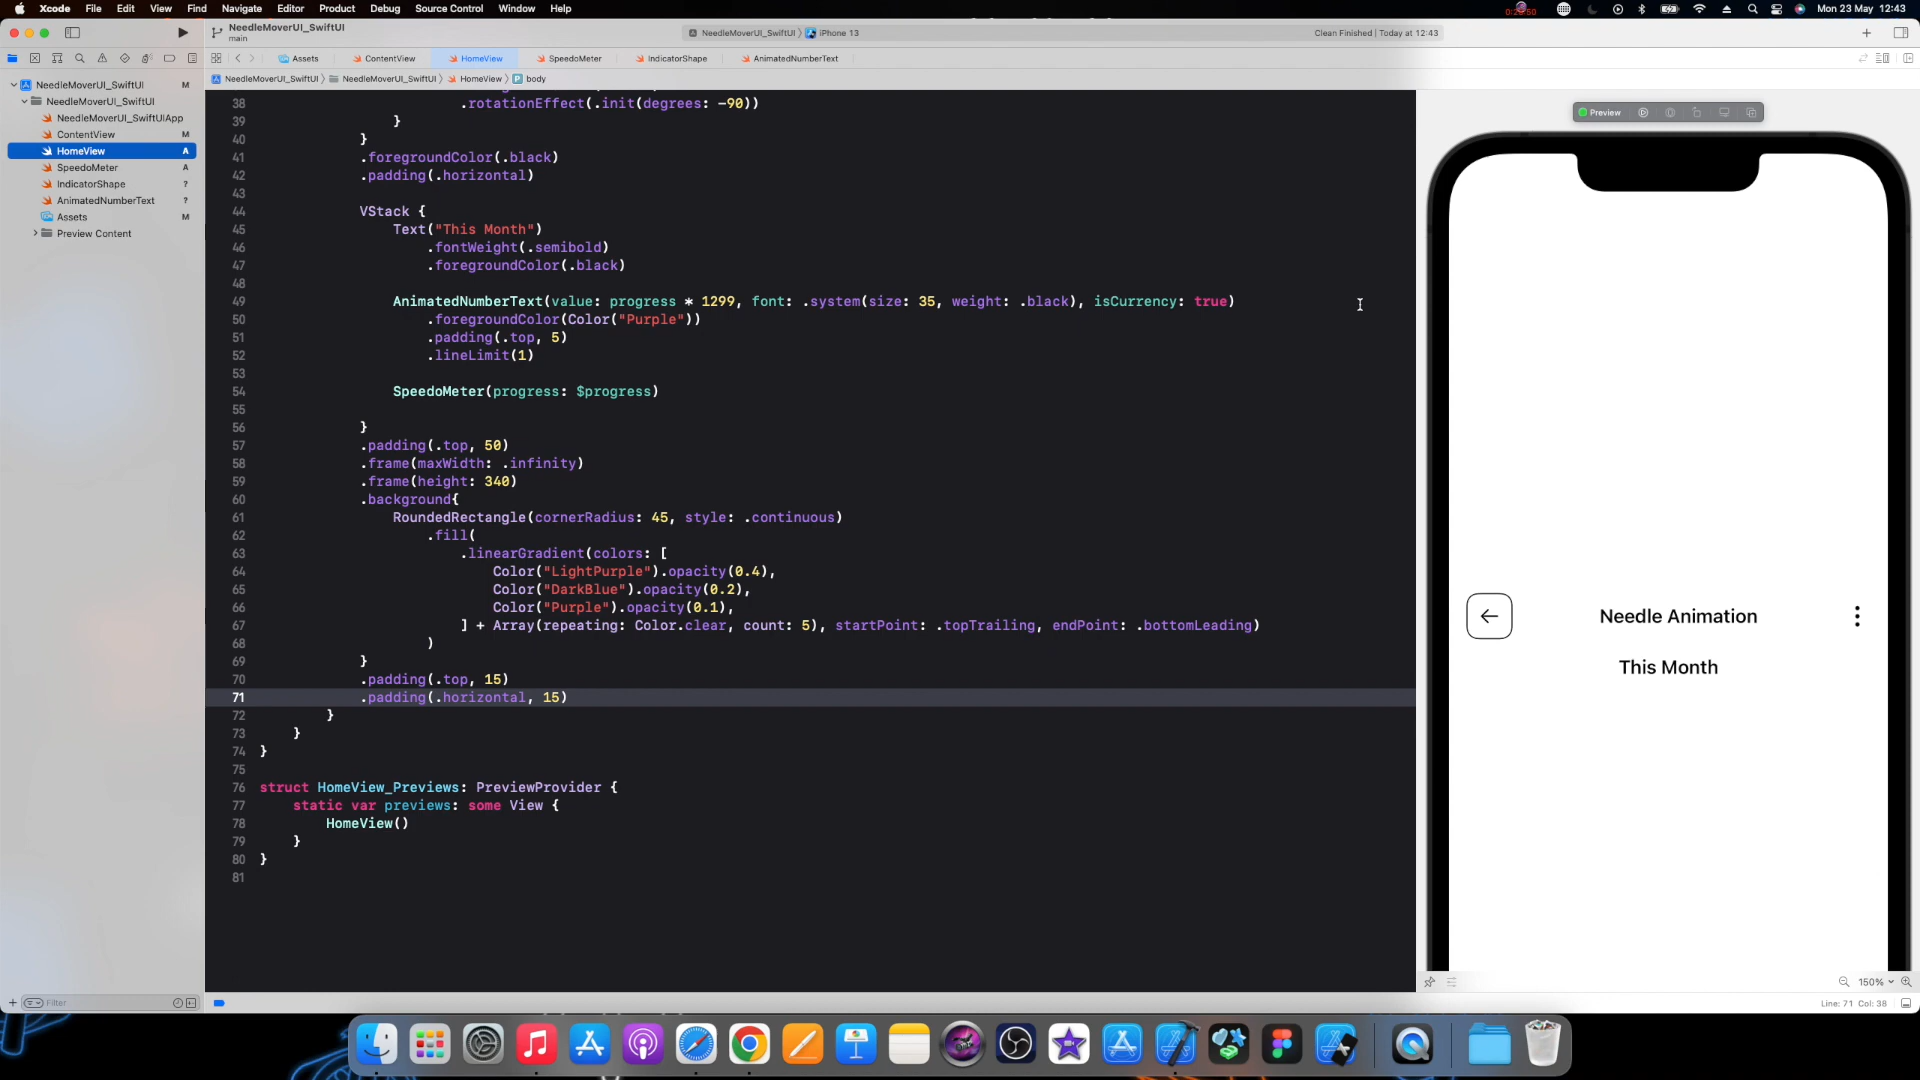 Xcode File Edit View Find Navigate Editor Product Debug Source Control Window Help Mon 23 May 12:43
NeedleMoverUI_SwiftUI
main
NeedleMoverUI_SwiftUI iPhone 13
Clean Finished | Today at 12:43
Assets ContentView HomeView SpeedoMeter IndicatorShape AnimatedNumberText
NeedleMoverUI_SwiftUI NeedleMoverUI_SwiftUI HomeView body
NeedleMoverUI_SwiftUI M
NeedleMoverUI_SwiftUI
NeedleMoverUI_SwiftUIApp
ContentView M
HomeView A
SpeedoMeter A
IndicatorShape ?
AnimatedNumberText ?
Assets M
Preview Content
Filter
38 .rotationEffect(.init(degrees: -90))
39 }
40 }
41 .foregroundColor(.black)
42 .padding(.horizontal)
43
44 VStack {
45 Text("This Month")
46 .fontWeight(.semibold)
47 .foregroundColor(.black)
48
49 AnimatedNumberText(value: progress * 1299, font: .system(size: 35, weight: .black), isCurrency: true)
50 .foregroundColor(Color("Purple"))
51 .padding(.top, 5)
52 .lineLimit(1)
53
54 SpeedoMeter(progress: $progress)
55
56 }
57 .padding(.top, 50)
58 .frame(maxWidth: .infinity)
59 .frame(height: 340)
60 .background{
61 RoundedRectangle(cornerRadius: 45, style: .continuous)
62 .fill(
63 .linearGradient(colors: [
64 Color("LightPurple").opacity(0.4),
65 Color("DarkBlue").opacity(0.2),
66 Color("Purple").opacity(0.1),
67 ] + Array(repeating: Color.clear, count: 5), startPoint: .topTrailing, endPoint: .bottomLeading)
68 )
69 }
70 .padding(.top, 15)
71 .padding(.horizontal, 15)
72 }
73 }
74 }
75
76 struct HomeView_Previews: PreviewProvider {
77 static var previews: some View {
78 HomeView()
79 }
80 }
81
Preview
Needle Animation
This Month
150%
Line: 71 Col: 38